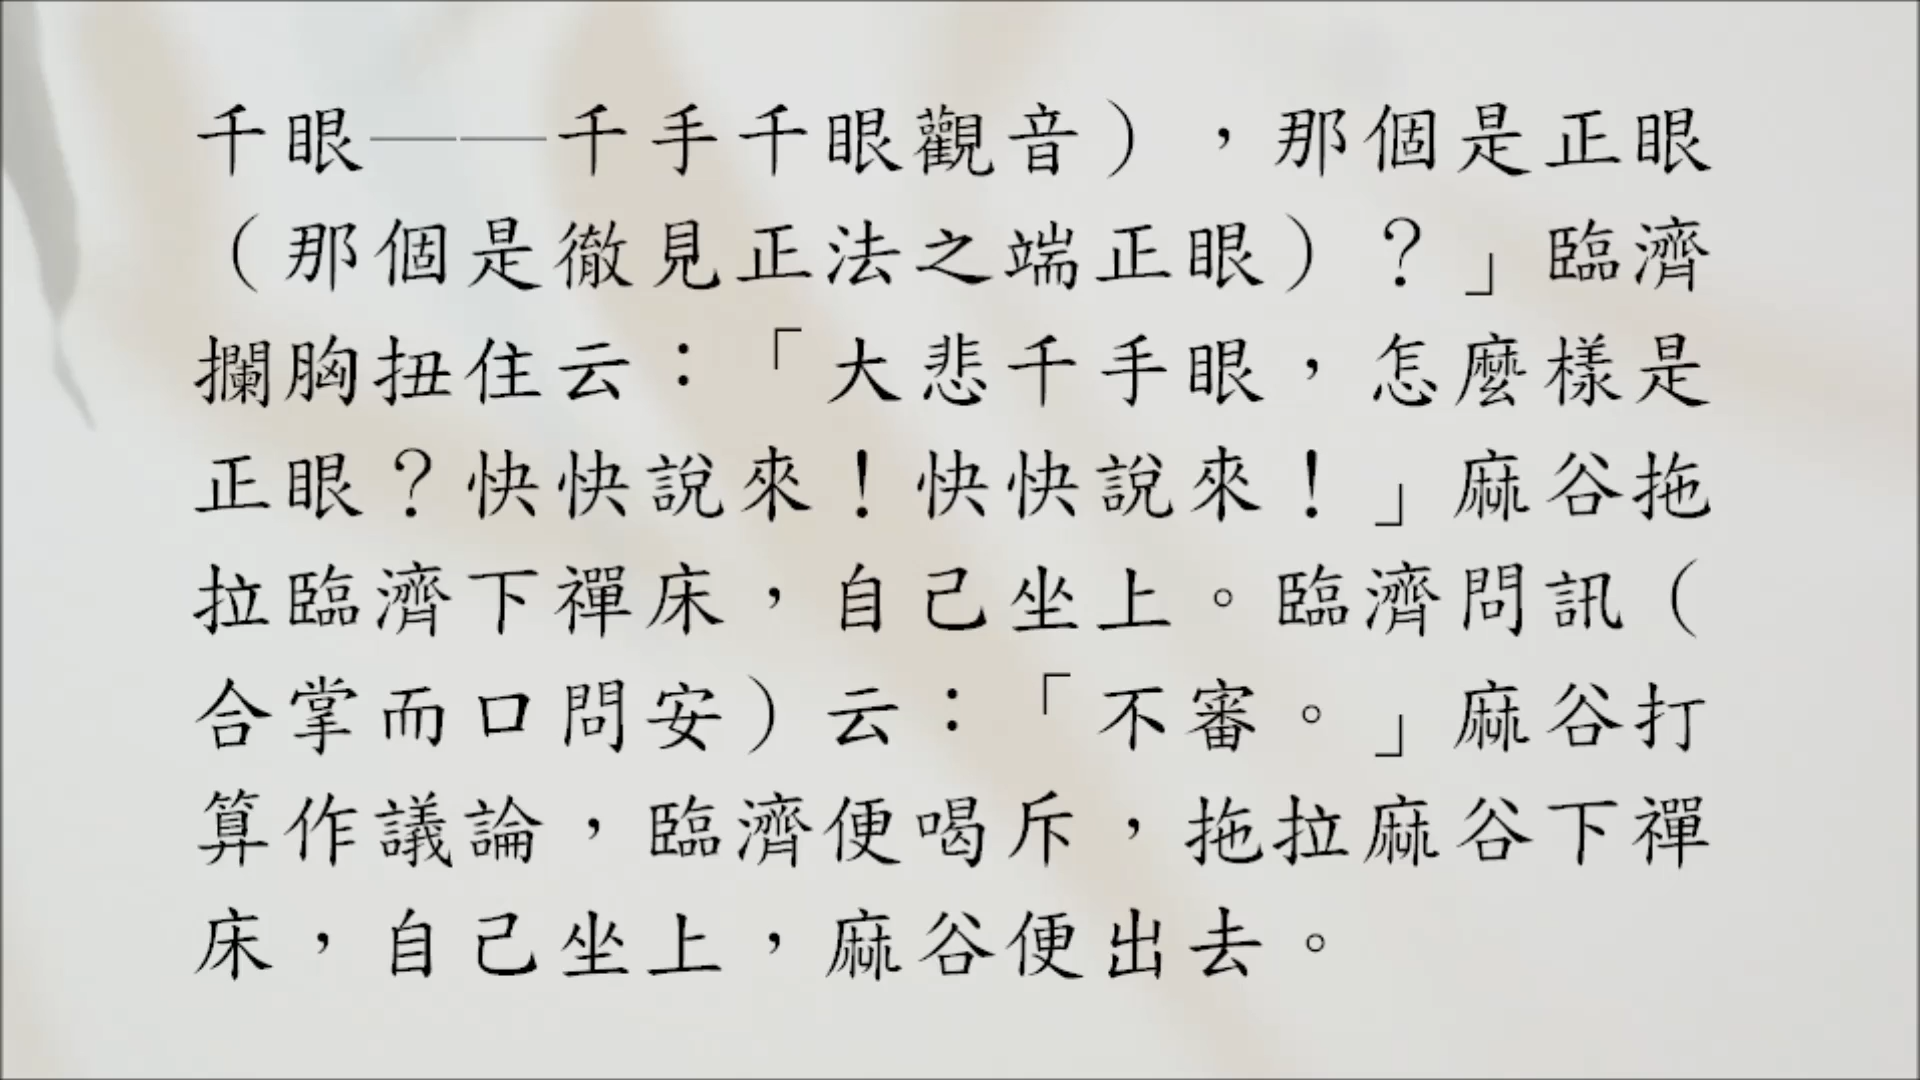 千眼——千手千眼觀音），那個是正眼
（那個是徹見正法之端正眼）？」臨濟
攔胸扭住云：「大悲千手眼，怎麼樣是
正眼？快快說來！快快說來！」麻谷拖
拉臨濟下禪床，自己坐上。臨濟問訊（
合掌而口問安）云：「不審。」麻谷打
算作議論，臨濟便喝斥，拖拉麻谷下禪
床，自己坐上，麻谷便出去。